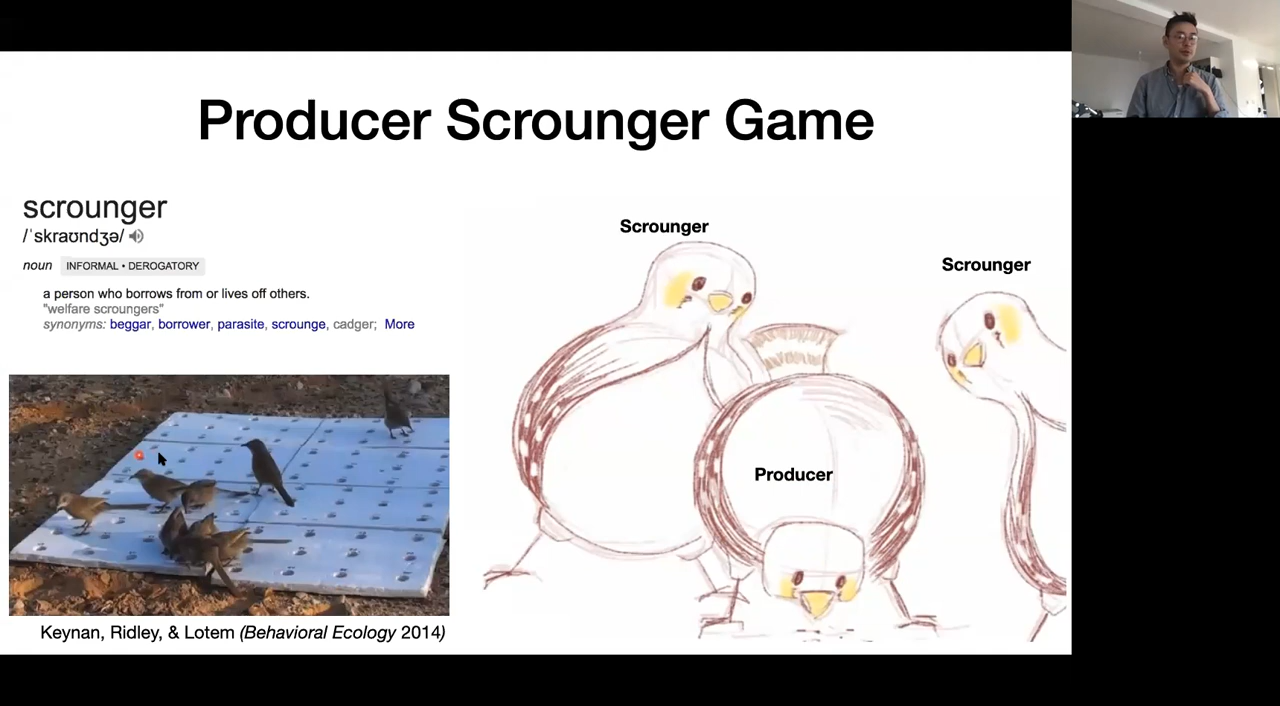 Producer Scrounger Game
scrounger
/ˈskraʊndʒə/
noun INFORMAL • DEROGATORY
a person who borrows from or lives off others.
"welfare scroungers"
synonyms: beggar, borrower, parasite, scrounge, cadger; More
Scrounger
Scrounger
Producer
Keynan, Ridley, & Lotem (Behavioral Ecology 2014)